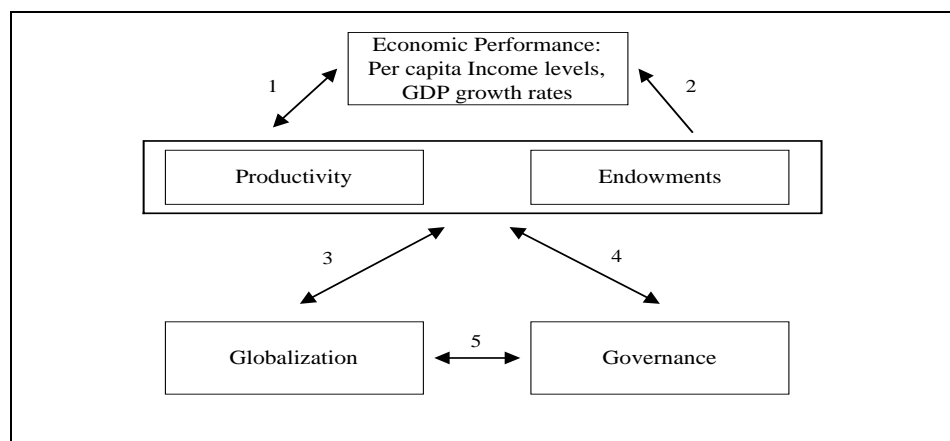 Economic Performance:
Per capita Income levels,
GDP growth rates
1
2
Productivity
Endowments
3
4
Globalization
5
Governance